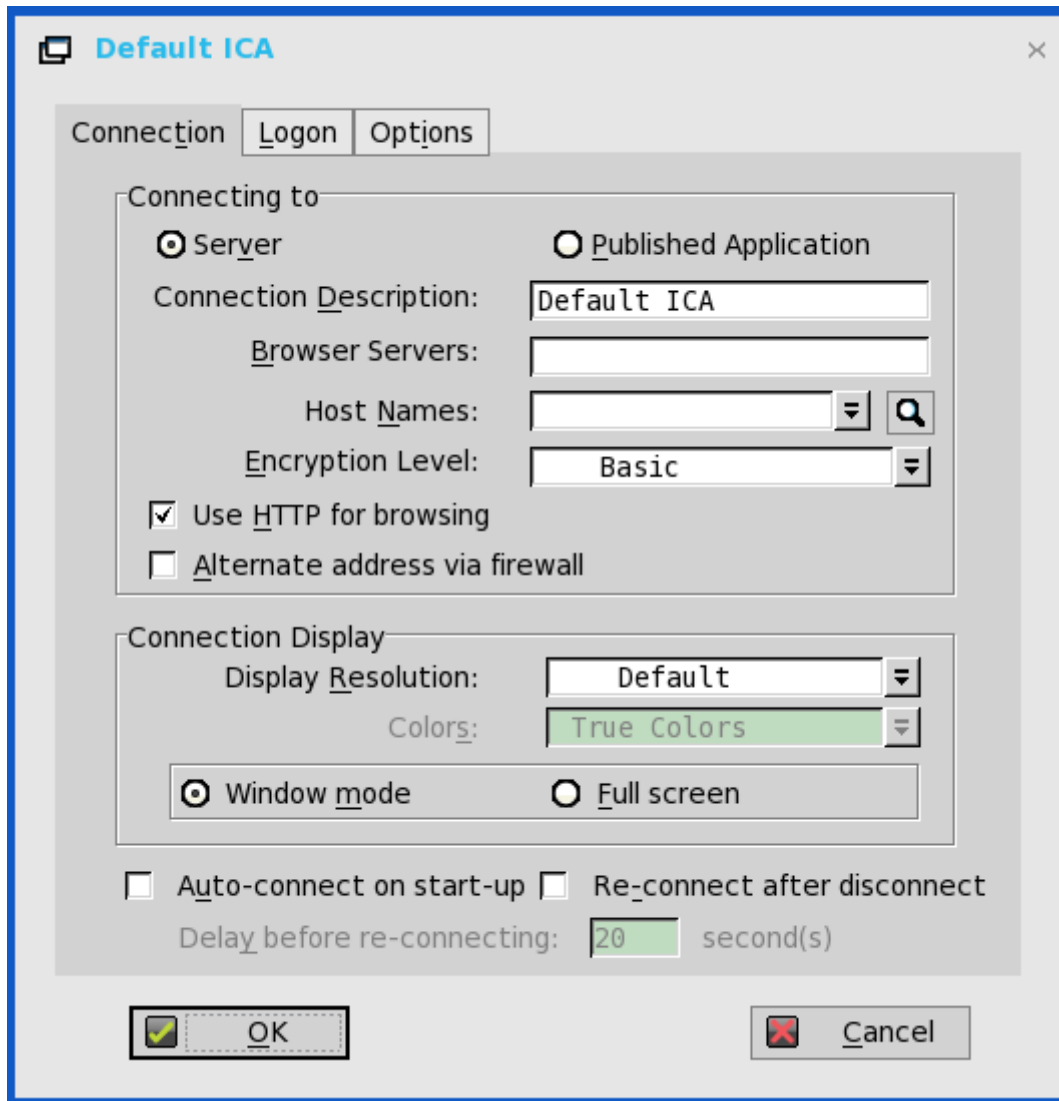 Default ICA
Connection Logon Options
Connecting to
Server Published Application
Connection Description: Default ICA
Browser Servers:
Host Names:
Encryption Level: Basic
Use HTTP for browsing
Alternate address via firewall
Connection Display
Display Resolution: Default
Colors: True Colors
Window mode Full screen
Auto-connect on start-up Re-connect after disconnect
Delay before re-connecting: 20 second(s)
OK Cancel